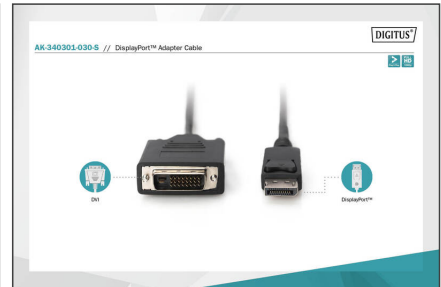 DIGITUS®
AK-340301-030-S // DisplayPort™ Adapter Cable
HD
DVI
DisplayPort™